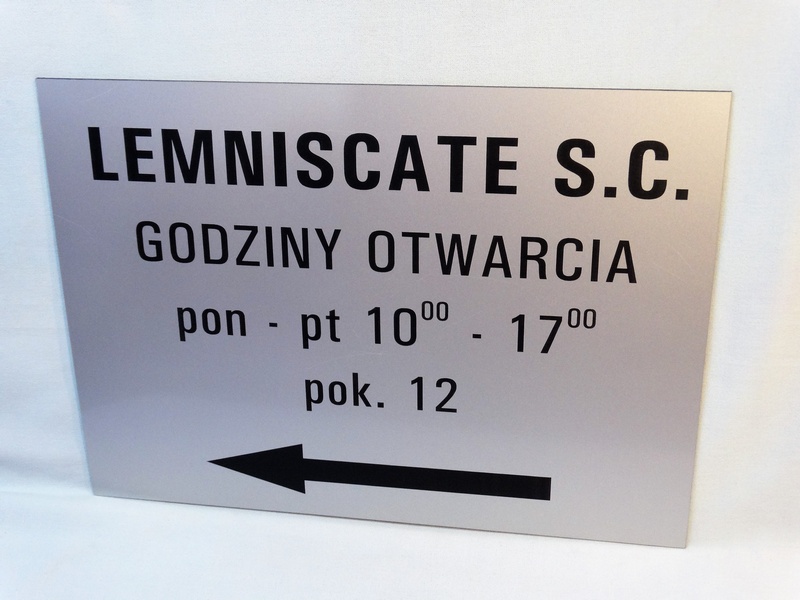 LEMNISCATE S.C.
GODZINY OTWARCIA
pon - pt 10⁰⁰ - 17⁰⁰
pok. 12